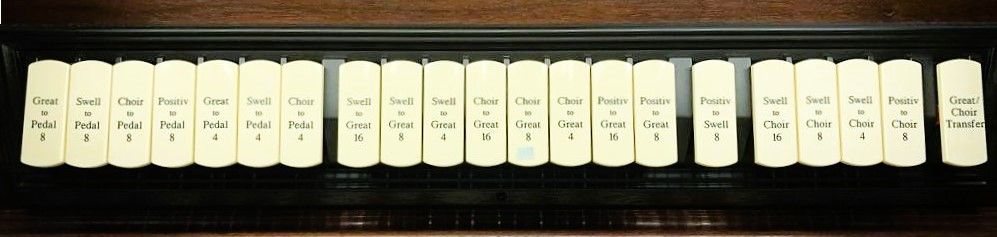 Great
to
Pedal
8
Swell
to
Pedal
8
Choir
to
Pedal
8
Positiv
to
Pedal
8
Great
to
Pedal
4
Swell
to
Pedal
4
Choir
to
Pedal
4
Swell
to
Great
16
Swell
to
Great
8
Swell
to
Great
4
Choir
to
Great
16
Choir
to
Great
8
Choir
to
Great
4
Positiv
to
Great
16
Positiv
to
Great
8
Positiv
to
Swell
8
Swell
to
Choir
16
Swell
to
Choir
8
Swell
to
Choir
4
Positiv
to
Choir
8
Great/
Choir
Transfer